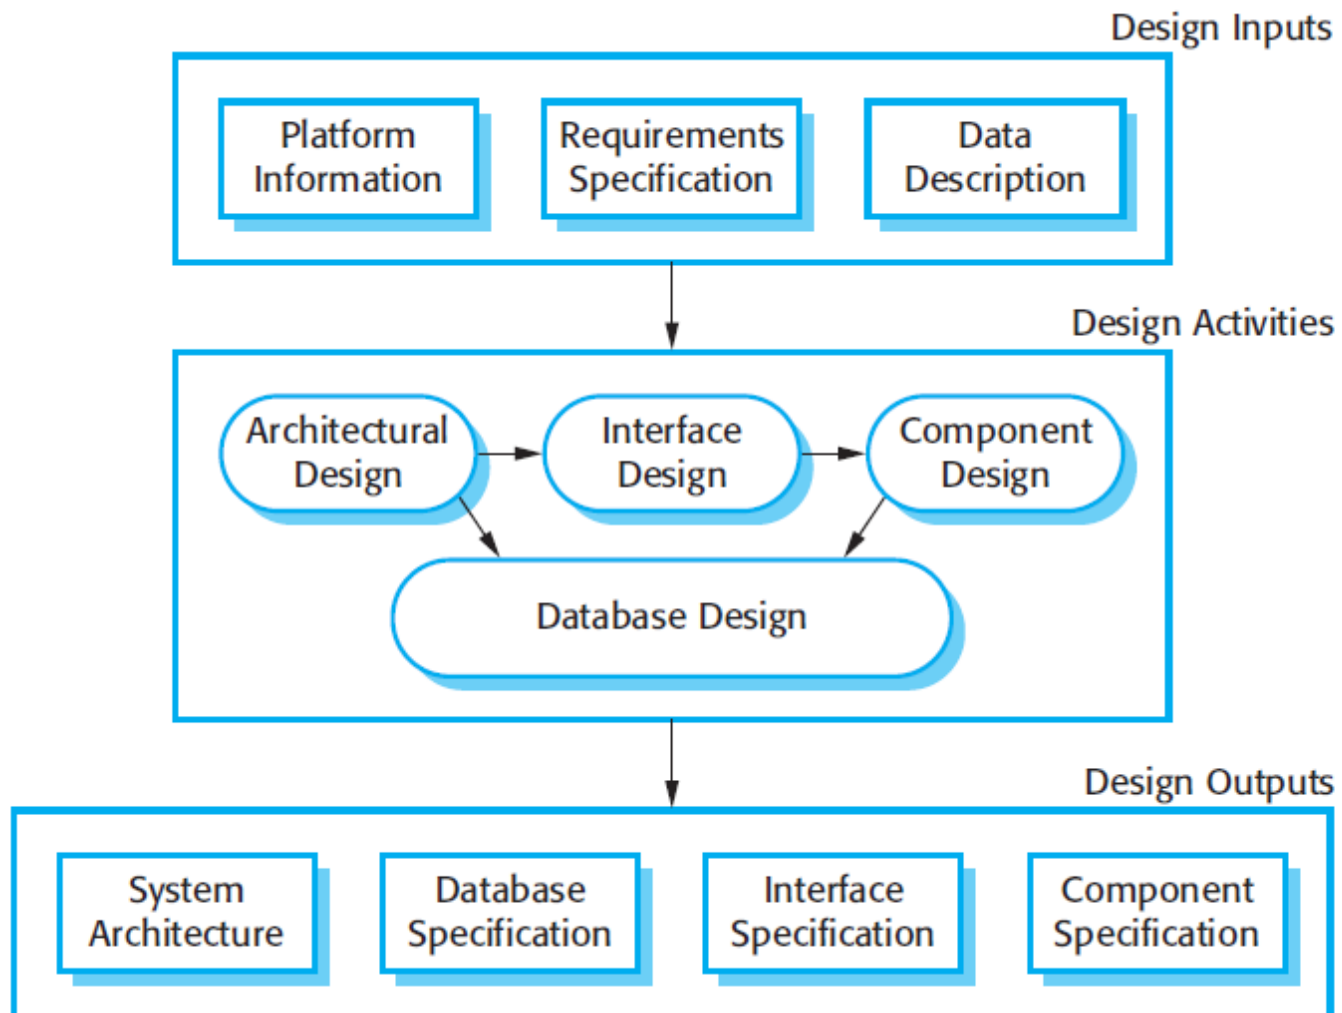 Design Inputs
Platform
Information
Requirements
Specification
Data
Description
Design Activities
Architectural
Design
Interface
Design
Component
Design
Database Design
Design Outputs
System
Architecture
Database
Specification
Interface
Specification
Component
Specification